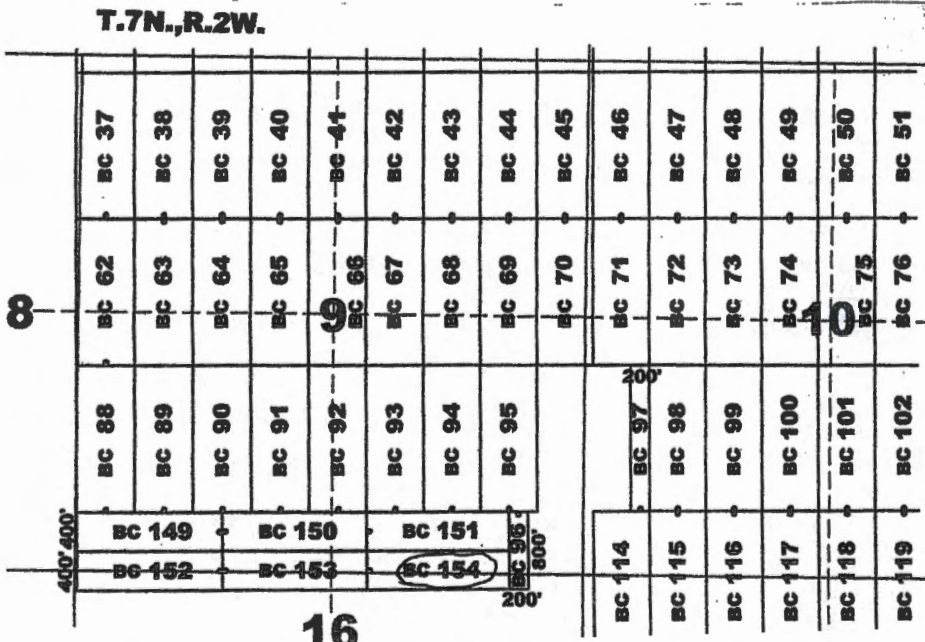 T.7N.,R.2W.
BC 37
BC 38
BC 39
BC 40
BC 41
BC 42
BC 43
BC 44
BC 45
BC 46
BC 47
BC 48
BC 49
BC 50
BC 51
BC 62
BC 63
BC 64
BC 65
BC 66
BC 67
BC 68
BC 69
BC 70
BC 71
BC 72
BC 73
BC 74
BC 75
BC 76
8
9
10
200'
BC 88
BC 89
BC 90
BC 91
BC 92
BC 93
BC 94
BC 95
BC 97
BC 98
BC 99
BC 100
BC 101
BC 102
400'
BC 149
BC 150
BC 151
BC 96
800'
400'
BC 152
BC 153
BC 154
200'
BC 114
BC 115
BC 116
BC 117
BC 118
BC 119
16